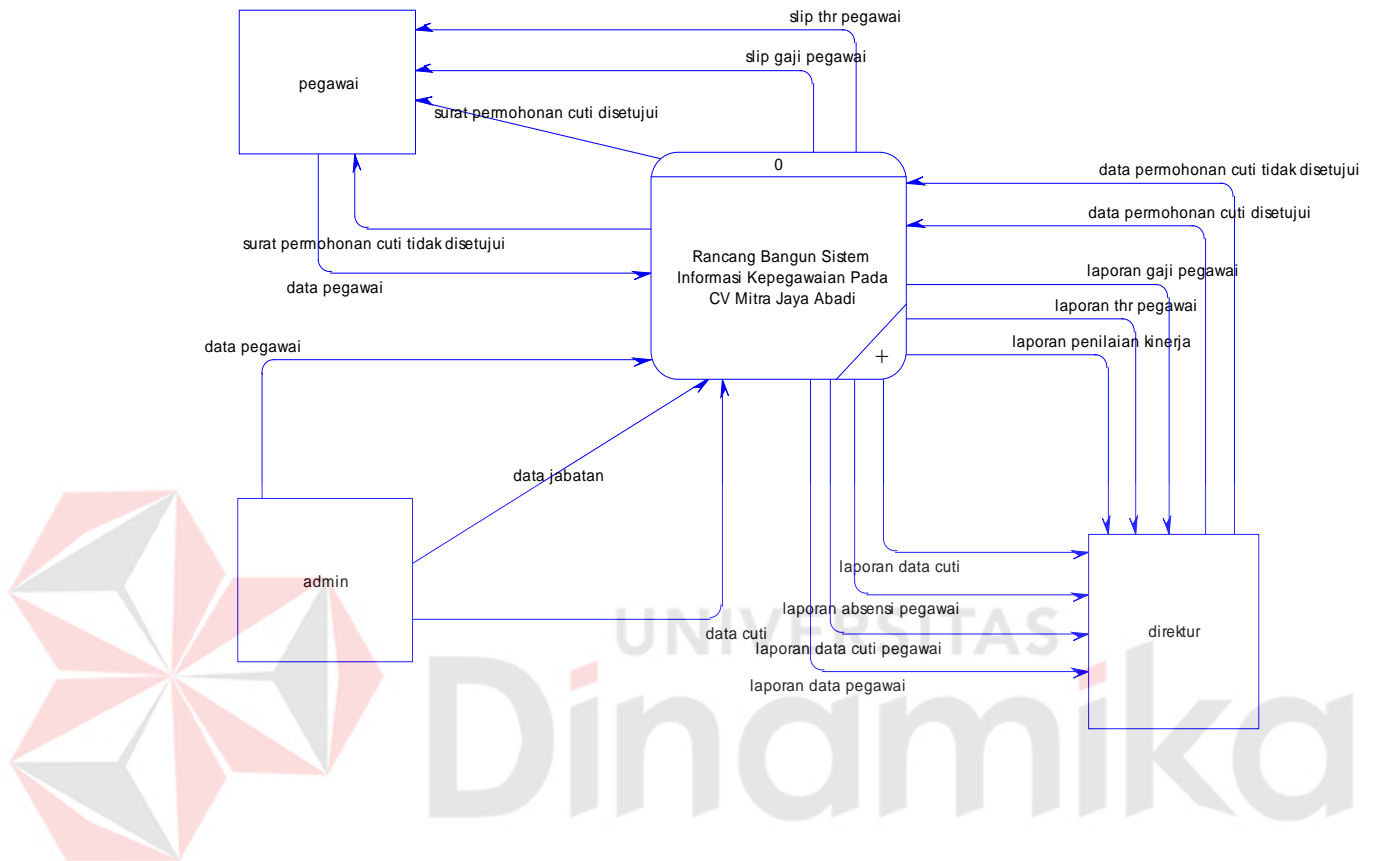 slip thr pegawai
slip gaji pegawai
pegawai
surat permohonan cuti disetujui
0
data permohonan cuti tidak disetujui
data permohonan cuti disetujui
surat permohonan cuti tidak disetujui
Rancang Bangun Sistem
Informasi Kepegawaian Pada
CV Mitra Jaya Abadi
laporan gaji pegawai
data pegawai
laporan thr pegawai
laporan penilaian kinerja
data pegawai
+
data jabatan
laporan data cuti
admin
laporan absensi pegawai
data cuti
direktur
laporan data cuti pegawai
laporan data pegawai
UNIVERSITAS
Dinamika